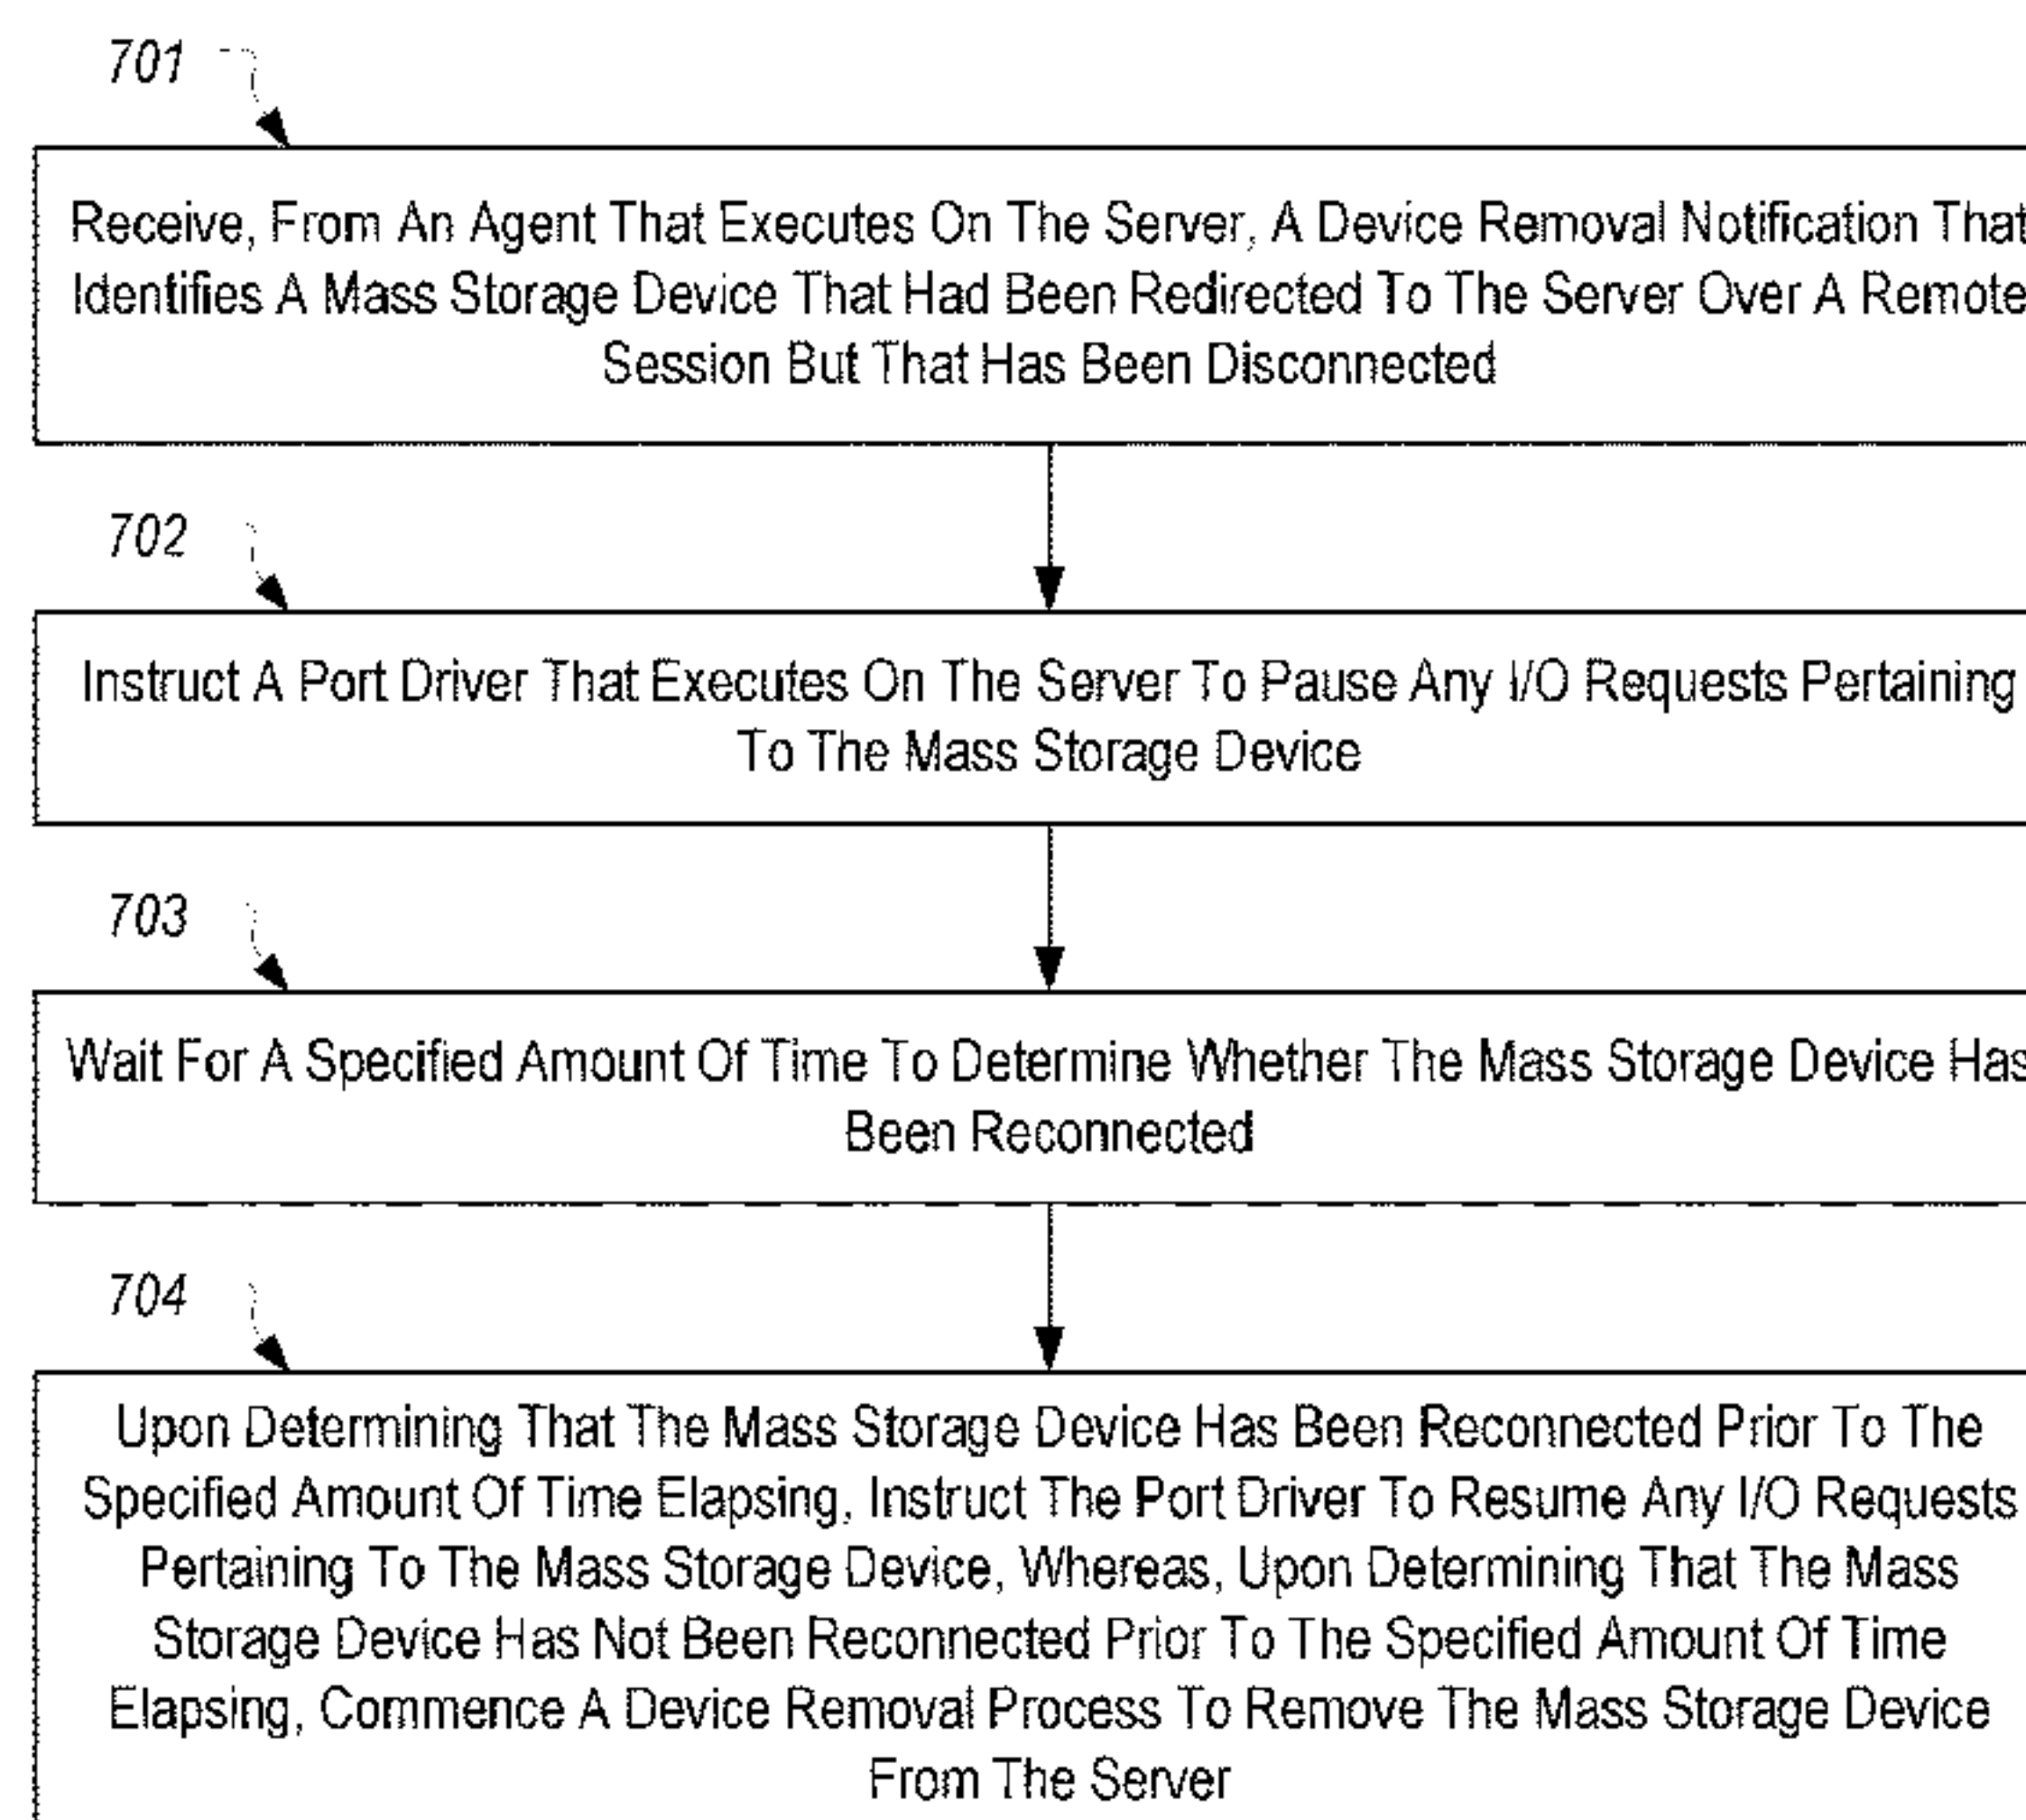 701
Receive, From An Agent That Executes On The Server, A Device Removal Notification That
Identifies A Mass Storage Device That Had Been Redirected To The Server Over A Remote
Session But That Has Been Disconnected
702
Instruct A Port Driver That Executes On The Server To Pause Any I/O Requests Pertaining
To The Mass Storage Device
703
Wait For A Specified Amount Of Time To Determine Whether The Mass Storage Device Has
Been Reconnected
704
Upon Determining That The Mass Storage Device Has Been Reconnected Prior To The
Specified Amount Of Time Elapsing, Instruct The Port Driver To Resume Any I/O Requests
Pertaining To The Mass Storage Device, Whereas, Upon Determining That The Mass
Storage Device Has Not Been Reconnected Prior To The Specified Amount Of Time
Elapsing, Commence A Device Removal Process To Remove The Mass Storage Device
From The Server